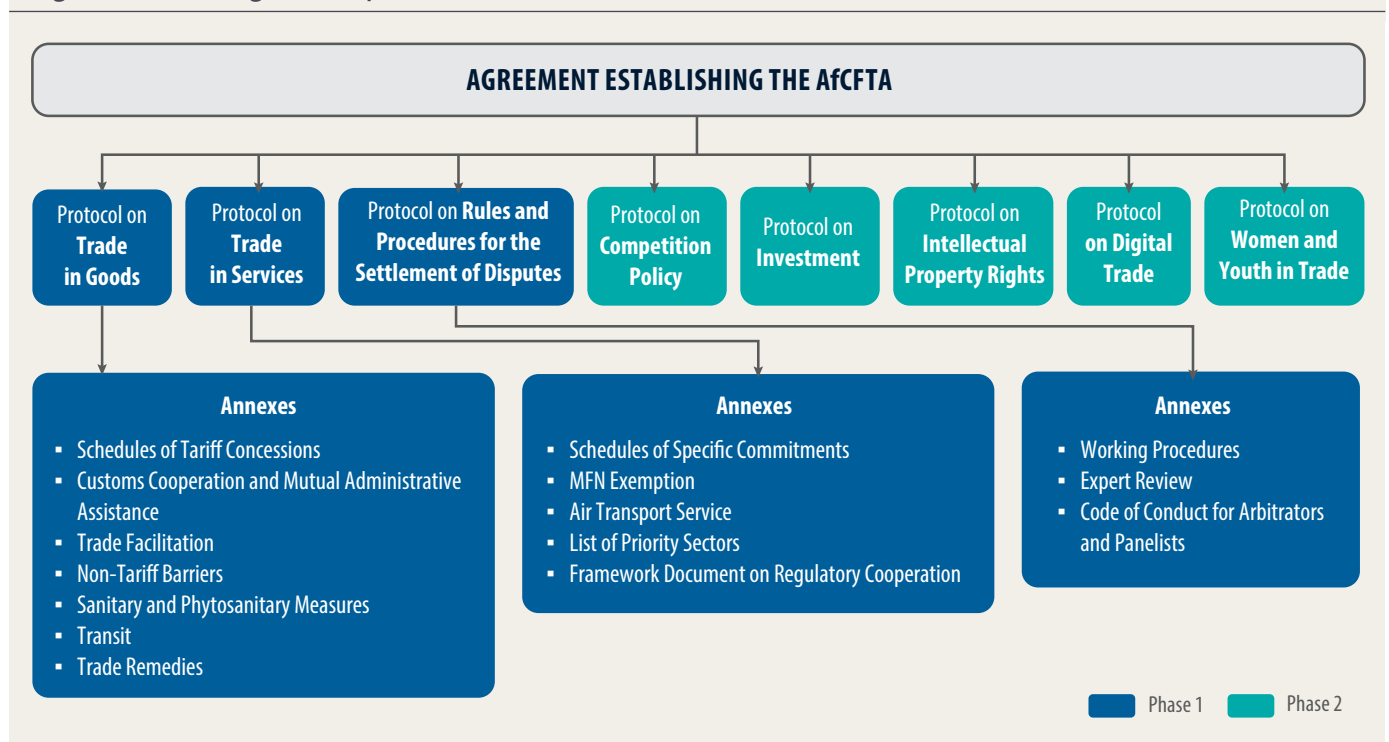 AGREEMENT ESTABLISHING THE AfCFTA
Protocol on
Trade
in Goods
Protocol on
Trade
in Services
Protocol on Rules and
Procedures for the
Settlement of Disputes
Protocol on
Competition
Policy
Protocol on
Investment
Protocol on
Intellectual
Property Rights
Protocol
on Digital
Trade
Protocol on
Women and
Youth in Trade
Annexes
▪ Schedules of Tariff Concessions
▪ Customs Cooperation and Mutual Administrative
Assistance
▪ Trade Facilitation
▪ Non-Tariff Barriers
▪ Sanitary and Phytosanitary Measures
▪ Transit
▪ Trade Remedies
Annexes
▪ Schedules of Specific Commitments
▪ MFN Exemption
▪ Air Transport Service
▪ List of Priority Sectors
▪ Framework Document on Regulatory Cooperation
Annexes
▪ Working Procedures
▪ Expert Review
▪ Code of Conduct for Arbitrators
and Panelists
Phase 1
Phase 2